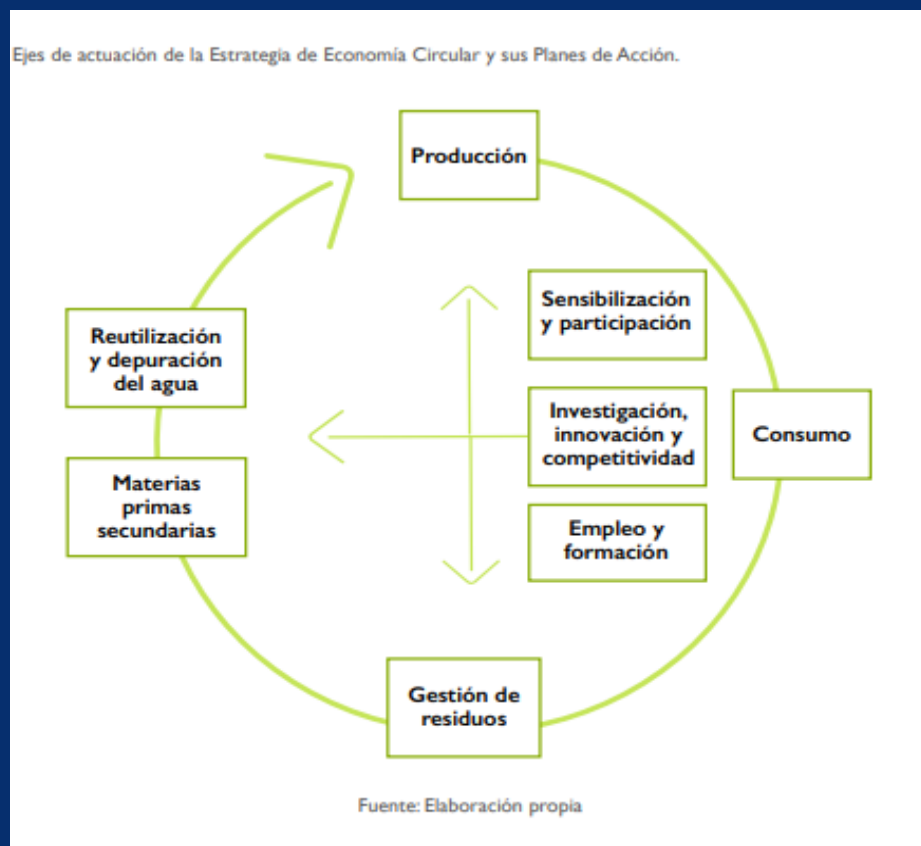 Ejes de actuación de la Estrategia de Economía Circular y sus Planes de Acción.
Producción
Sensibilización
y participación
Reutilización
y depuración
del agua
Investigación,
innovación y
competitividad
Consumo
Materias
primas
secundarias
Empleo y
formación
Gestión de
residuos
Fuente: Elaboración propia